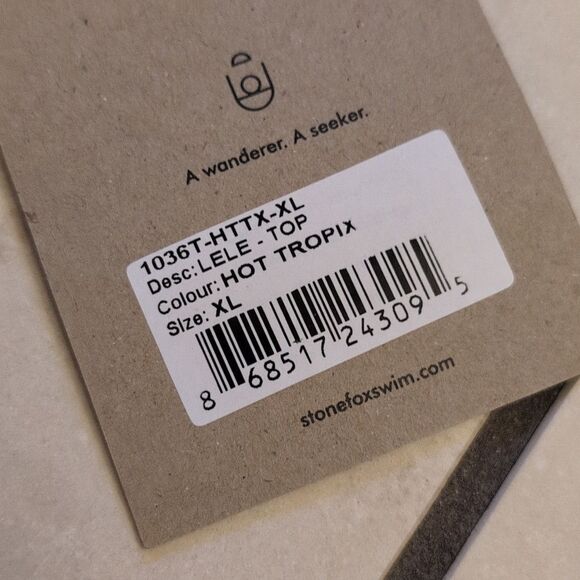 A wanderer. A seeker.
1036T-HTTX-XL
Desc: LELE - TOP
Colour: HOT TROPIX
Size: XL
8 68517 24309 5
stonefoxswim.com